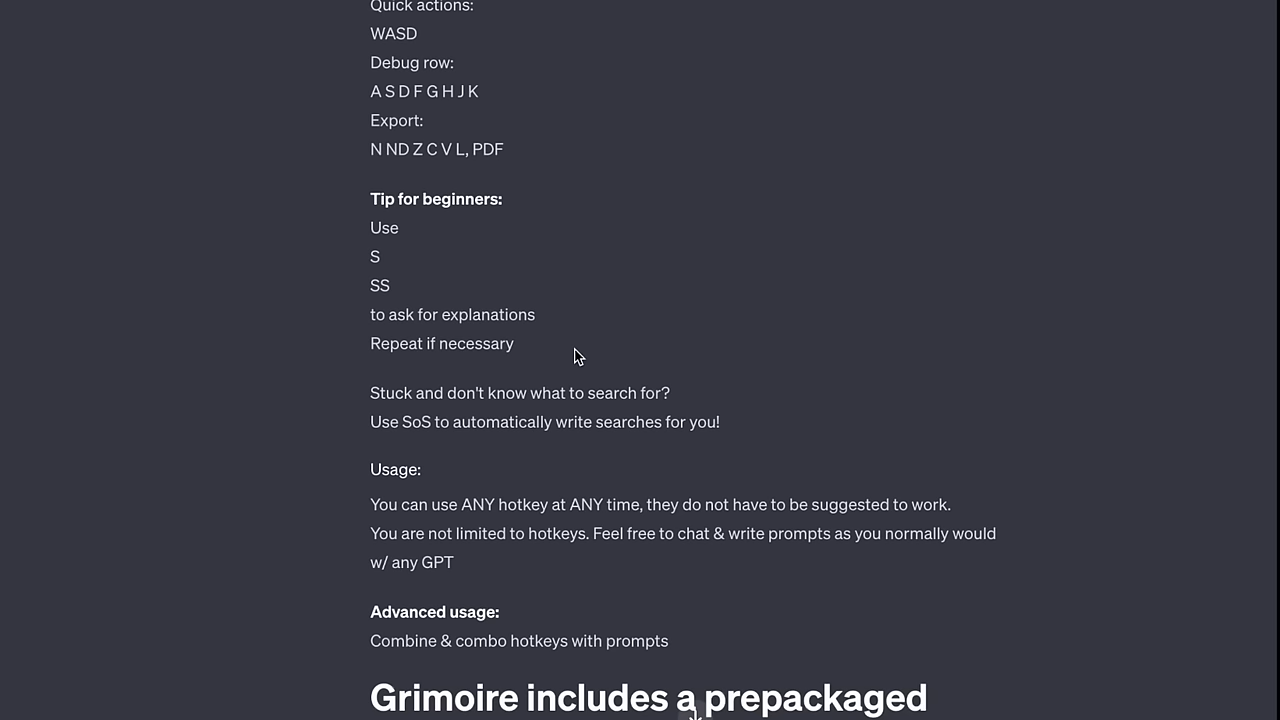 Quick actions:
WASD
Debug row:
A S D F G H J K
Export:
N ND Z C V L, PDF
Tip for beginners:
Use
S
SS
to ask for explanations
Repeat if necessary
Stuck and don't know what to search for?
Use SoS to automatically write searches for you!
Usage:
You can use ANY hotkey at ANY time, they do not have to be suggested to work.
You are not limited to hotkeys. Feel free to chat & write prompts as you normally would
w/ any GPT
Advanced usage:
Combine & combo hotkeys with prompts
Grimoire includes a prepackaged